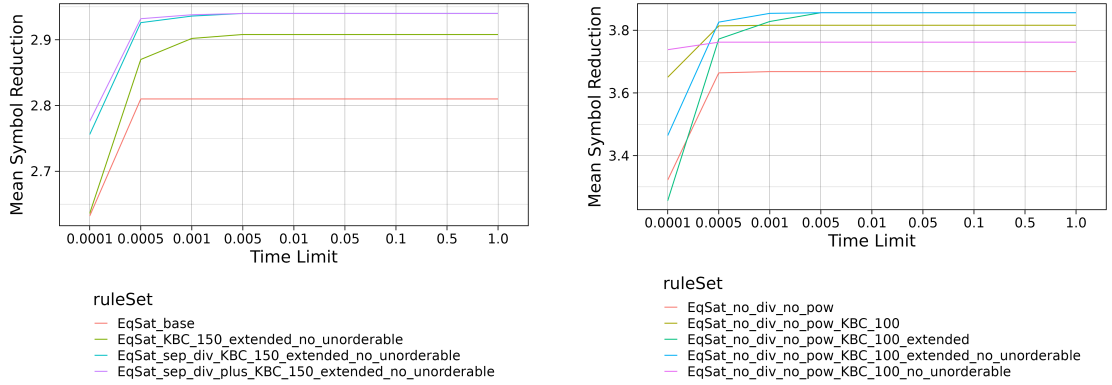 Mean Symbol Reduction
2.9
2.8
2.7
0.0001 0.0005 0.001 0.005 0.01 0.05 0.1 0.5 1.0
Time Limit
ruleSet
EqSat_base
EqSat_KBC_150_extended_no_unorderable
EqSat_sep_div_KBC_150_extended_no_unorderable
EqSat_sep_div_plus_KBC_150_extended_no_unorderable
Mean Symbol Reduction
3.8
3.6
3.4
0.0001 0.0005 0.001 0.005 0.01 0.05 0.1 0.5 1.0
Time Limit
ruleSet
EqSat_no_div_no_pow
EqSat_no_div_no_pow_KBC_100
EqSat_no_div_no_pow_KBC_100_extended
EqSat_no_div_no_pow_KBC_100_extended_no_unorderable
EqSat_no_div_no_pow_KBC_100_no_unorderable